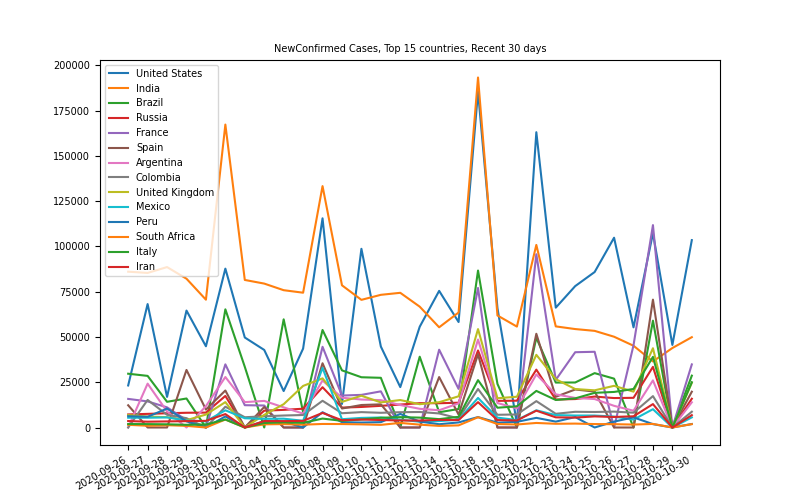 NewConfirmed Cases, Top 15 countries, Recent 30 days
200000
175000
150000
125000
100000
75000
50000
25000
0
United States
India
Brazil
Russia
France
Spain
Argentina
Colombia
United Kingdom
Mexico
Peru
South Africa
Italy
Iran
2020-09-26
2020-09-27
2020-09-28
2020-09-29
2020-09-30
2020-10-02
2020-10-03
2020-10-04
2020-10-05
2020-10-06
2020-10-08
2020-10-09
2020-10-10
2020-10-11
2020-10-12
2020-10-13
2020-10-14
2020-10-16
2020-10-18
2020-10-19
2020-10-20
2020-10-22
2020-10-23
2020-10-24
2020-10-25
2020-10-26
2020-10-27
2020-10-28
2020-10-29
2020-10-30